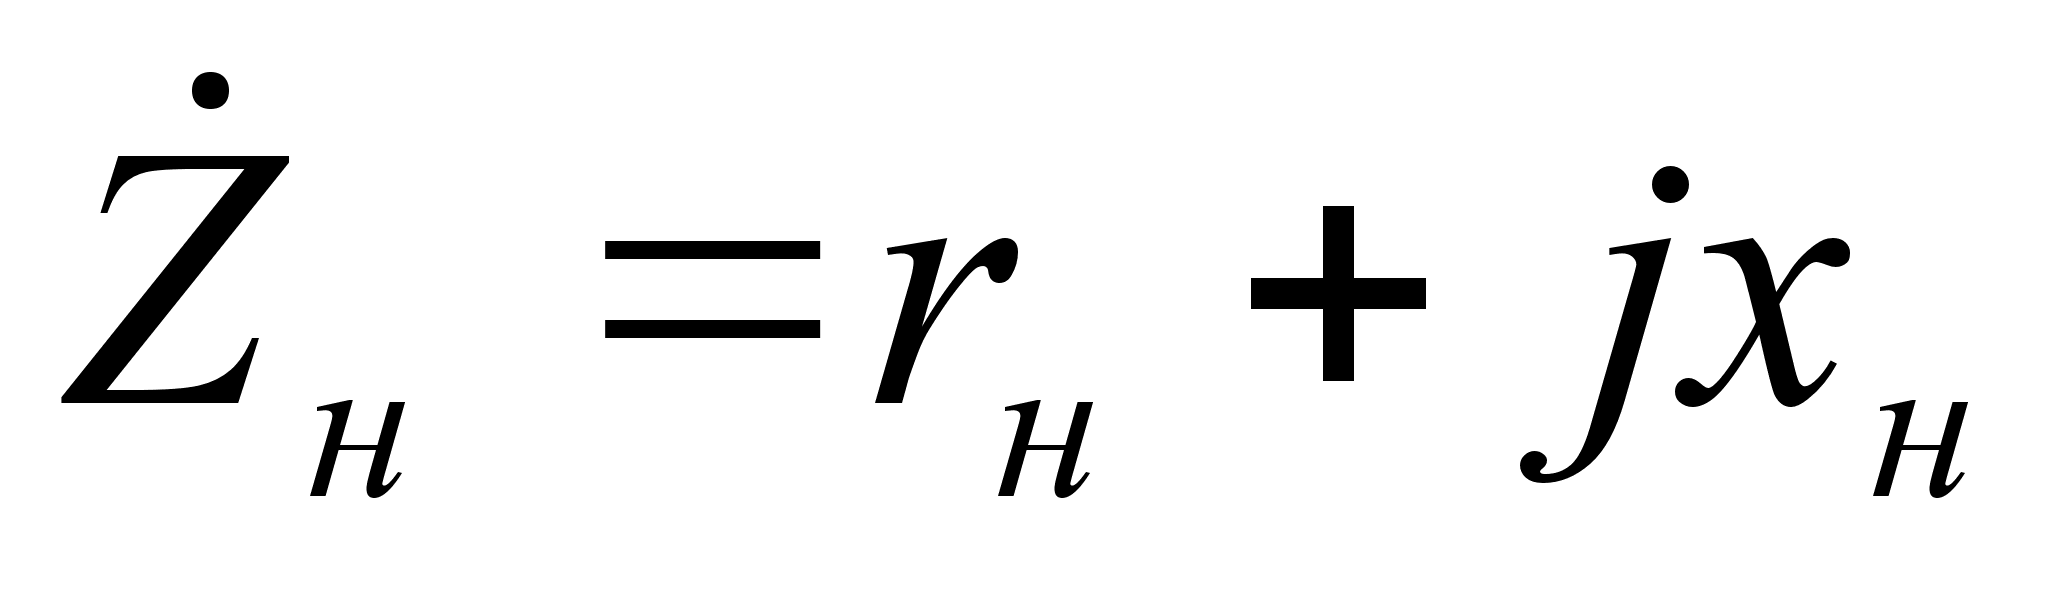 Ż_н = r_н + jx_н